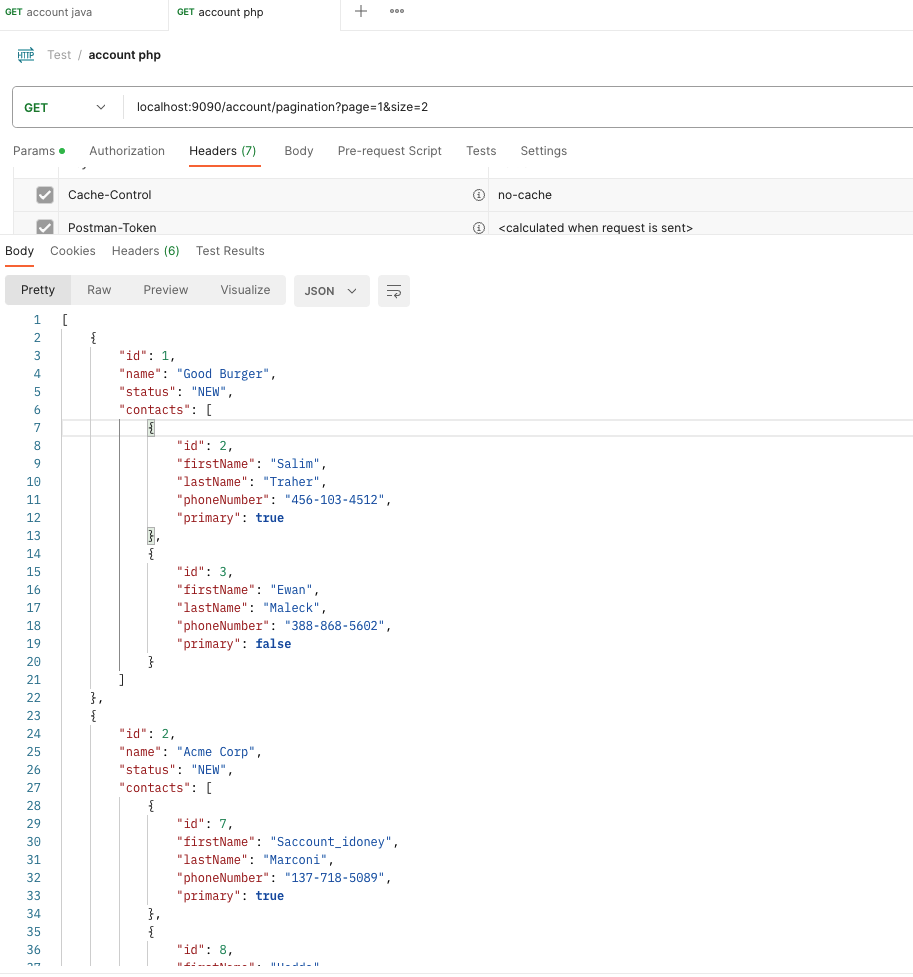 GET account java GET account php
HTTP Test / account php
GET localhost:9090/account/pagination?page=1&size=2
Params Authorization Headers (7) Body Pre-request Script Tests Settings
Cache-Control no-cache
Postman-Token <calculated when request is sent>
Body Cookies Headers (6) Test Results
Pretty Raw Preview Visualize JSON
1 [
2 {
3 "id": 1,
4 "name": "Good Burger",
5 "status": "NEW",
6 "contacts": [
7 {
8 "id": 2,
9 "firstName": "Salim",
10 "lastName": "Traher",
11 "phoneNumber": "456-103-4512",
12 "primary": true
13 },
14 {
15 "id": 3,
16 "firstName": "Ewan",
17 "lastName": "Maleck",
18 "phoneNumber": "388-868-5602",
19 "primary": false
20 }
21 ]
22 },
23 {
24 "id": 2,
25 "name": "Acme Corp",
26 "status": "NEW",
27 "contacts": [
28 {
29 "id": 7,
30 "firstName": "Saccount_idoney",
31 "lastName": "Marconi",
32 "phoneNumber": "137-718-5089",
33 "primary": true
34 },
35 {
36 "id": 8,
37 "firstName":